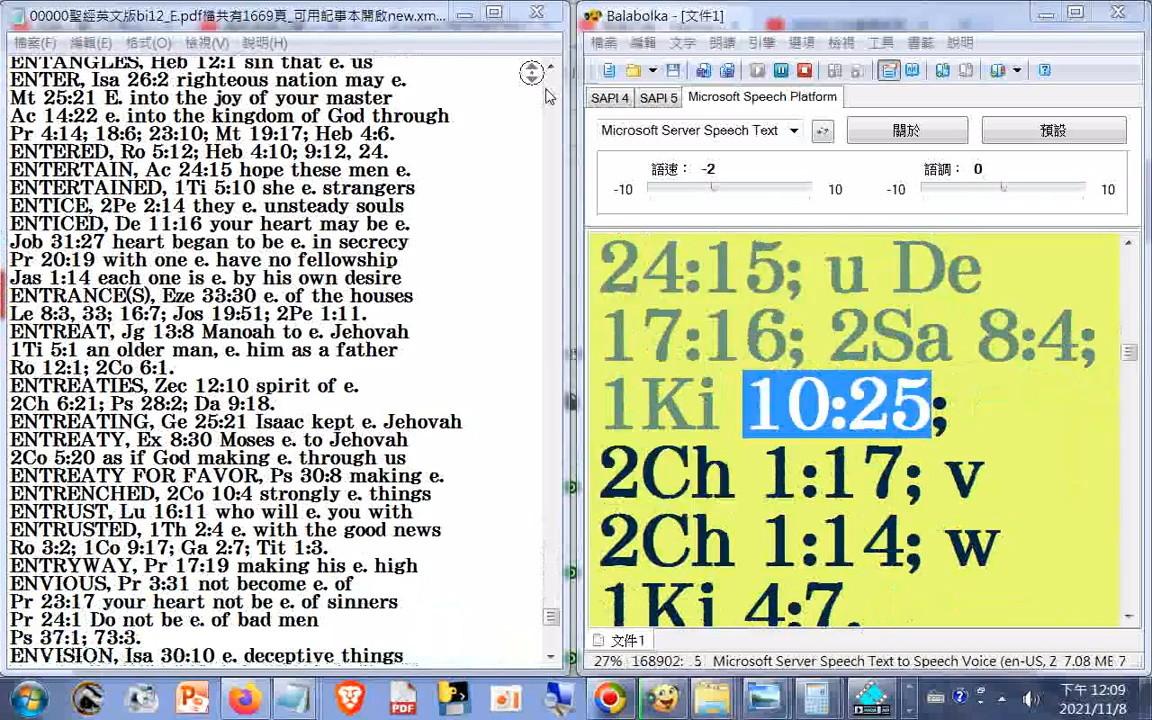 00000聖經英文版bi12_E.pdf檔共有1669頁_可用記事本開啟new.xm...
檔案(F) 編輯(E) 格式(O) 檢視(V) 說明(H)
ENTANGLES, Heb 12:1 sin that e. us
ENTER, Isa 26:2 righteous nation may e.
Mt 25:21 E. into the joy of your master
Ac 14:22 e. into the kingdom of God through
Pr 4:14; 18:6; 23:10; Mt 19:17; Heb 4:6.
ENTERED, Ro 5:12; Heb 4:10; 9:12, 24.
ENTERTAIN, Ac 24:15 hope these men e.
ENTERTAINED, 1Ti 5:10 she e. strangers
ENTICE, 2Pe 2:14 they e. unsteady souls
ENTICED, De 11:16 your heart may be e.
Job 31:27 heart began to be e. in secrecy
Pr 20:19 with one e. have no fellowship
Jas 1:14 each one is e. by his own desire
ENTRANCE(S), Eze 33:30 e. of the houses
Le 8:3, 33; 16:7; Jos 19:51; 2Pe 1:11.
ENTREAT, Jg 13:8 Manoah to e. Jehovah
1Ti 5:1 an older man, e. him as a father
Ro 12:1; 2Co 6:1.
ENTREATIES, Zec 12:10 spirit of e.
2Ch 6:21; Ps 28:2; Da 9:18.
ENTREATING, Ge 25:21 Isaac kept e. Jehovah
ENTREATY, Ex 8:30 Moses e. to Jehovah
2Co 5:20 as if God making e. through us
ENTREATY FOR FAVOR, Ps 30:8 making e.
ENTRENCHED, 2Co 10:4 strongly e. things
ENTRUST, Lu 16:11 who will e. you with
ENTRUSTED, 1Th 2:4 e. with the good news
Ro 3:2; 1Co 9:17; Ga 2:7; Tit 1:3.
ENTRYWAY, Pr 17:19 making his e. high
ENVIOUS, Pr 3:31 not become e. of
Pr 23:17 your heart not be e. of sinners
Pr 24:1 Do not be e. of bad men
Ps 37:1; 73:3.
ENVISION, Isa 30:10 e. deceptive things
Balabolka - [文件1]
檔案 編輯 文字 朗讀 引擎 選項 檢視 工具 書籤 說明
SAPI 4 SAPI 5 Microsoft Speech Platform
Microsoft Server Speech Text 關於 預設
語速： -2 語調： 0
-10 10 -10 10
24:15; u De
17:16; 2Sa 8:4;
1Ki 10:25;
2Ch 1:17; v
2Ch 1:14; w
1Ki 4:7.
文件1
27% 168902: 5 Microsoft Server Speech Text to Speech Voice (en-US, Z 7.08 ME 7
PDF
下午 12:09
2021/11/8